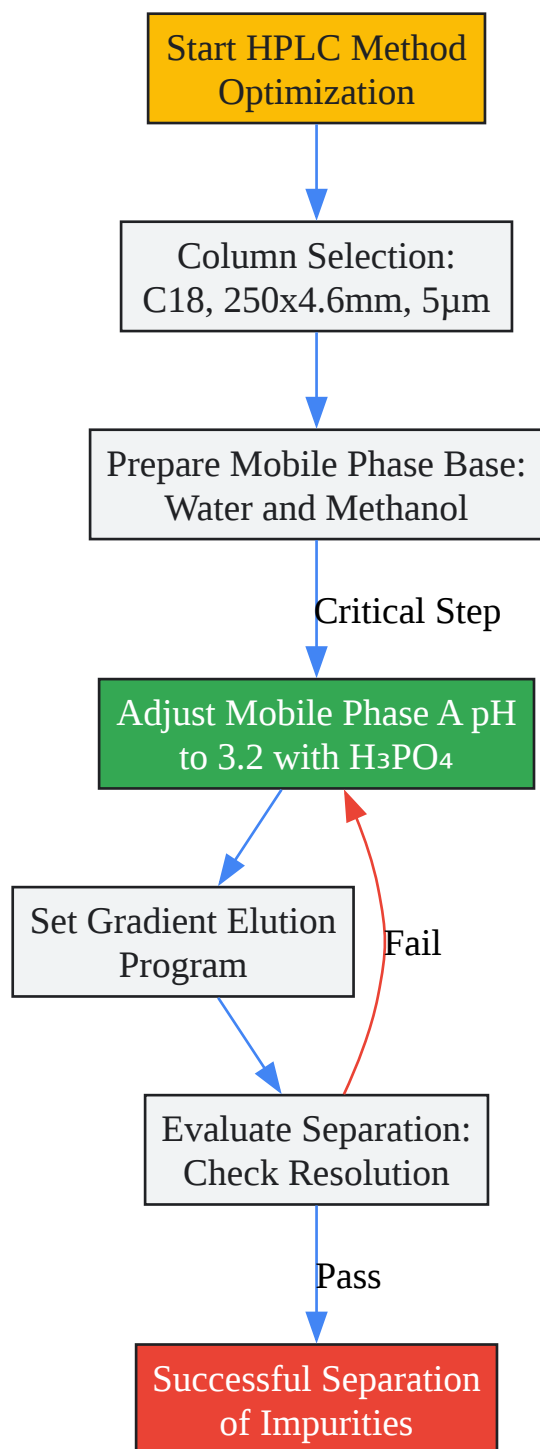 Start HPLC Method
Optimization
Column Selection:
C18, 250x4.6mm, 5µm
Prepare Mobile Phase Base:
Water and Methanol
Critical Step
Adjust Mobile Phase A pH
to 3.2 with H₃PO₄
Set Gradient Elution
Program
Fail
Evaluate Separation:
Check Resolution
Pass
Successful Separation
of Impurities